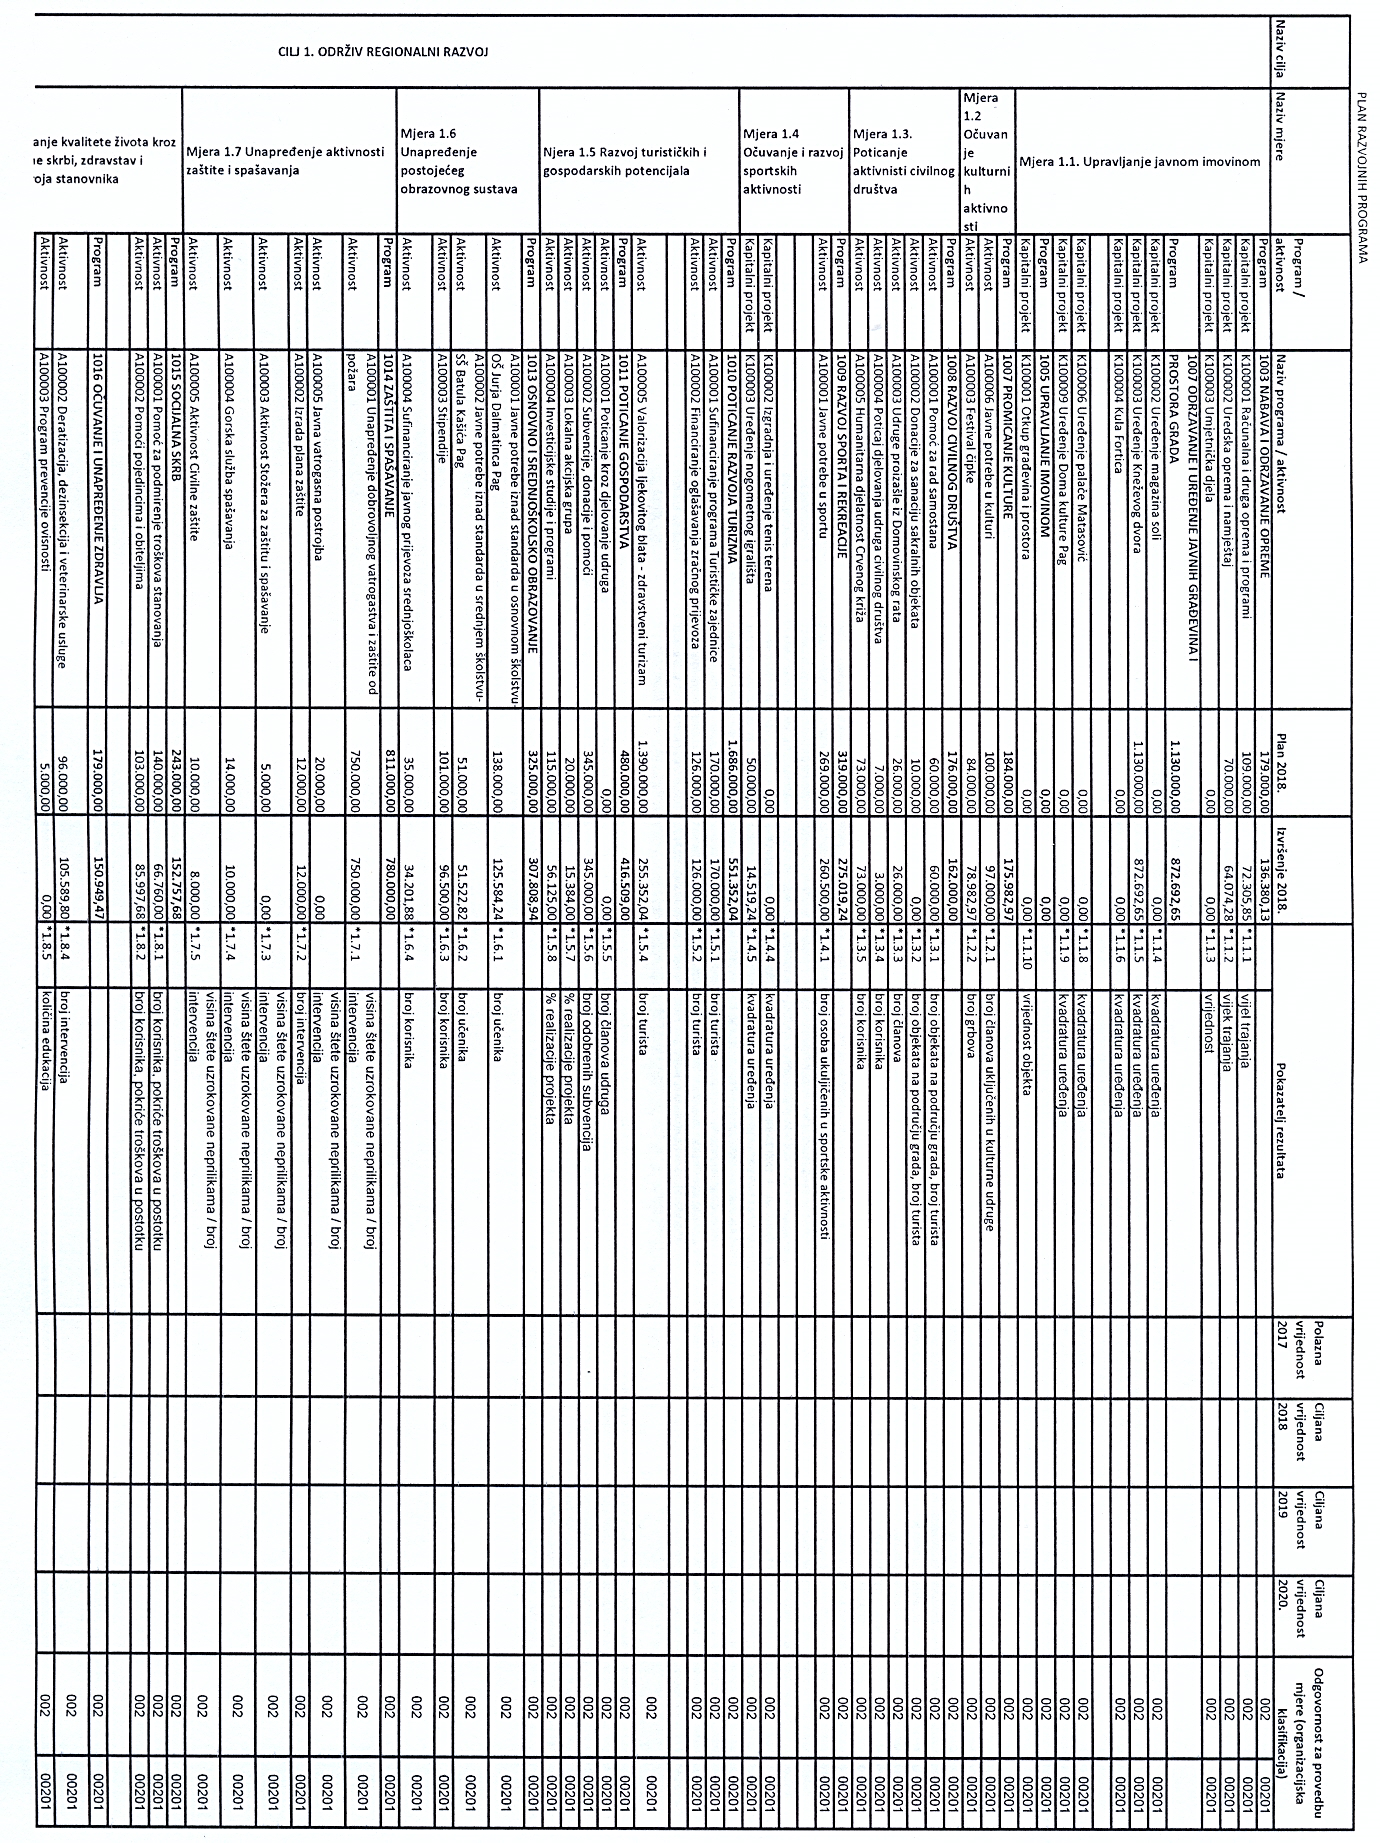 PLAN RAZVOJNIH PROGRAMA
Naziv cilja
Naziv mjere
Program / aktivnost
Naziv programa / aktivnost
Plan 2018.
Izvršenje 2018.
Pokazatelj rezultata
Polazna vrijednost 2017
Ciljana vrijednost 2018
Ciljana vrijednost 2019
Ciljana vrijednost 2020.
Odgovornost za provedbu mjere (organizacijska klasifikacija)
CILJ 1. ODRŽIV REGIONALNI RAZVOJ
Mjera 1.1. Upravljanje javnom imovinom
Program 1003 NABAVA I ODRŽAVANJE OPREME 179.000,00 136.380,13 002 00201
Kapitalni projekt K100001 Računalna i druga oprema i programi 109.000,00 72.305,85 *1.1.1 vijel trajanja 002 00201
Kapitalni projekt K100002 Uredska oprema i namještaj 70.000,00 64.074,28 *1.1.2 vijek trajanja 002 00201
Kapitalni projekt K100003 Umjetnička djela 0,00 0,00 *1.1.3 vrijednost 002 00201
Program 1007 ODRŽAVANJE I UREĐENJE JAVNIH GRAĐEVINA I
PROSTORA GRADA 1.130.000,00 872.692,65
Kapitalni projekt K100002 Uređenje magazina soli 0,00 0,00 *1.1.4 kvadratura uređenja 002 00201
Kapitalni projekt K100003 Uređenje Kneževog dvora 1.130.000,00 872.692,65 *1.1.5 kvadratura uređenja 002 00201
Kapitalni projekt K100004 Kula Fortica 0,00 0,00 *1.1.6 kvadratura uređenja 002 00201
Kapitalni projekt K100006 Uređenje palače Matasović 0,00 0,00 *1.1.8 kvadratura uređenja 002 00201
Kapitalni projekt K100009 Uređenje Doma kulture Pag 0,00 0,00 *1.1.9 kvadratura uređenja 002 00201
Program 1005 UPRAVLJANJE IMOVINOM 0,00 0,00 002 00201
Kapitalni projekt K100001 Otkup građevina i prostora 0,00 0,00 *1.1.10 vrijednost objekta 002 00201
Mjera
1.2
Očuvan
je
kulturni
h
aktivno
sti
Program 1007 PROMICANJE KULTURE 184.000,00 175.982,97 002 00201
Aktivnost A100006 Javne potrebe u kulturi 100.000,00 97.000,00 *1.2.1 broj članova uključenih u kulturne udruge 002 00201
Aktivnost A100003 Festival čipke 84.000,00 78.982,97 *1.2.2 broj grbova 002 00201
Mjera 1.3.
Poticanje
aktivnisti civilnog
društva
Program 1008 RAZVOJ CIVILNOG DRUŠTVA 176.000,00 162.000,00 002 00201
Aktivnost A100001 Pomoć za rad samostana 60.000,00 60.000,00 *1.3.1 broj objekata na području grada, broj turista 002 00201
Aktivnost A100002 Donacije za sanaciju sakralnih objekata 10.000,00 0,00 *1.3.2 broj objekata na području grada, broj turista 002 00201
Aktivnost A100003 Udruge proizašle iz Domovinskog rata 26.000,00 26.000,00 *1.3.3 broj članova 002 00201
Aktivnost A100004 Poticaj djelovanja udruga civilnog društva 7.000,00 3.000,00 *1.3.4 broj korisnika 002 00201
Aktivnost A100005 Humanitarna djelatnost Crvenog križa 73.000,00 73.000,00 *1.3.5 broj korisnika 002 00201
Mjera 1.4
Očuvanje i razvoj
sportskih
aktivnosti
Program 1009 RAZVOJ SPORTA I REKREACIJE 319.000,00 275.019,24 002 00201
Aktivnost A100001 Javne potrebe u sportu 269.000,00 260.500,00 *1.4.1 broj osoba ukuljičenih u sportske aktivnosti 002 00201
Kapitalni projekt K100002 Izgradnja i uređenje tenis terena 0,00 0,00 *1.4.4 kvadratura uređenja 002 00201
Kapitalni projekt K100003 Uređenje nogometnog igrališta 50.000,00 14.519,24 *1.4.5 kvadratura uređenja 002 00201
Njera 1.5 Razvoj turističkih i
gospodarskih potencijala
Program 1010 POTICANJE RAZVOJA TURIZMA 1.686.000,00 551.352,04 002 00201
Aktivnost A100001 Sufinanciranje programa Turističke zajednice 170.000,00 170.000,00 *1.5.1 broj turista 002 00201
Aktivnost A100002 Financiranje oglašavanja zračnog prijevoza 126.000,00 126.000,00 *1.5.2 broj turista 002 00201
Aktivnost A100005 Valorizacija ljekovitog blata - zdravstveni turizam 1.390.000,00 255.352,04 *1.5.4 broj turista 002 00201
Program 1011 POTICANJE GOSPODARSTVA 480.000,00 416.509,00 002 00201
Aktivnost A100001 Poticanje kroz djelovanje udruga 0,00 0,00 *1.5.5 broj članova udruga 002 00201
Aktivnost A100002 Subvencije, donacije i pomoći 345.000,00 345.000,00 *1.5.6 broj odobrenih subvencija 002 00201
Aktivnost A100003 Lokalna akcijska grupa 20.000,00 15.384,00 *1.5.7 % realizacije projekta 002 00201
Aktivnost A100004 Investicijske studije i programi 115.000,00 56.125,00 *1.5.8 % realizacije projekta 002 00201
Mjera 1.6
Unapređenje
postojećeg
obrazovnog sustava
Program 1013 OSNOVNO I SREDNJOŠKOLSKO OBRAZOVANJE 325.000,00 307.808,94 002 00201
Aktivnost A100001 Javne potrebe iznad standarda u osnovnom školstvu-
OŠ Jurja Dalmatinca Pag 138.000,00 125.584,24 *1.6.1 broj učenika 002 00201
Aktivnost A100002 Javne potrebe iznad standarda u srednjem školstvu-
SŠ Batula Kašića Pag 51.000,00 51.522,82 *1.6.2 broj učenika 002 00201
Aktivnost A100003 Stipendije 101.000,00 96.500,00 *1.6.3 broj korisnika 002 00201
Aktivnost A100004 Sufinanciranje javnog prijevoza srednjoškolaca 35.000,00 34.201,88 *1.6.4 broj korisnika 002 00201
Mjera 1.7 Unapređenje aktivnosti
zaštite i spašavanja
Program 1014 ZAŠTITA I SPAŠAVANJE 811.000,00 780.000,00 002 00201
Aktivnost A100001 Unapređenje dobrovoljnog vatrogastva i zaštite od
požara 750.000,00 750.000,00 *1.7.1 visina štete uzrokovane neprilikama / broj
intervencija 002 00201
Aktivnost A100005 Javna vatrogasna postrojba 20.000,00 0,00 visina štete uzrokovane neprilikama / broj
intervencija 002 00201
Aktivnost A100002 Izrada plana zaštite 12.000,00 12.000,00 *1.7.2 broj intervencija 002 00201
Aktivnost A100003 Aktivnost Stožera za zaštitu i spašavanje 5.000,00 0,00 *1.7.3 visina štete uzrokovane neprilikama / broj
intervencija 002 00201
Aktivnost A100004 Gorska služba spašavanja 14.000,00 10.000,00 *1.7.4 visina štete uzrokovane neprilikama / broj
intervencija 002 00201
Aktivnost A100005 Aktivnost Civilne zaštite 10.000,00 8.000,00 *1.7.5 visina štete uzrokovane neprilikama / broj
intervencija 002 00201
anje kvalitete života kroz
ne skrbi, zdravstav i
oja stanovnika
Program 1015 SOCIJALNA SKRB 243.000,00 152.757,68 002 00201
Aktivnost A100001 Pomoć za podmirenje troškova stanovanja 140.000,00 66.760,00 *1.8.1 broj korisnika, pokriće troškova u postotku 002 00201
Aktivnost A100002 Pomoći pojedincima i obiteljima 103.000,00 85.997,68 *1.8.2 broj korisnika, pokriće troškova u postotku 002 00201
Program 1016 OČUVANJE I UNAPREĐENJE ZDRAVLJA 179.000,00 150.949,47 002 00201
Aktivnost A100002 Deratizacija, dezinsekcija i veterinarske usluge 96.000,00 105.589,80 *1.8.4 broj intervencija 002 00201
Aktivnost A100003 Program prevencije ovisnosti 5.000,00 0,00 *1.8.5 količina edukacija 002 00201